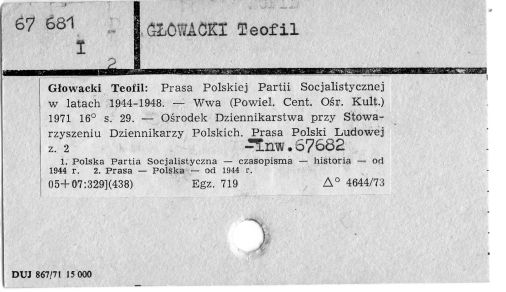 67 681
I
2
GŁOWACKI Teofil
Głowacki Teofil: Prasa Polskiej Partii Socjalistycznej
w latach 1944-1948. — Wwa (Powiel. Cent. Ośr. Kult.)
1971 16° s. 29. — Ośrodek Dziennikarstwa przy Stowa-
rzyszeniu Dziennikarzy Polskich. Prasa Polski Ludowej
z. 2
-inw.67682
1. Polska Partia Socjalistyczna — czasopisma — historia — od
1944 r. 2. Prasa — Polska — od 1944 r.
05+07:329](438) Egz. 719 △° 4644/73
DUJ 867/71 15 000